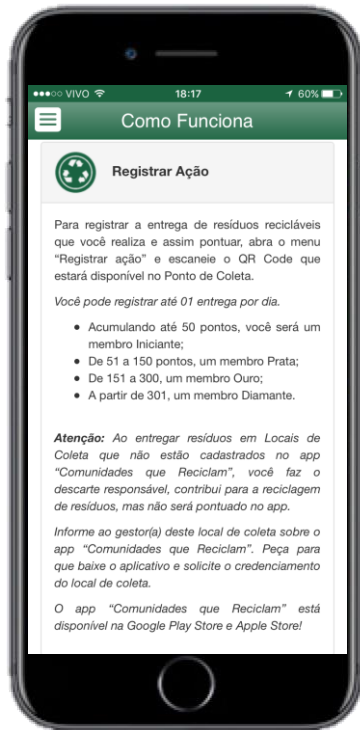 VIVO 18:17 60%
Como Funciona
Registrar Ação
Para registrar a entrega de resíduos recicláveis
que você realiza e assim pontuar, abra o menu
“Registrar ação” e escaneie o QR Code que
estará disponível no Ponto de Coleta.
Você pode registrar até 01 entrega por dia.
• Acumulando até 50 pontos, você será um
membro Iniciante;
• De 51 a 150 pontos, um membro Prata;
• De 151 a 300, um membro Ouro;
• A partir de 301, um membro Diamante.
Atenção: Ao entregar resíduos em Locais de
Coleta que não estão cadastrados no app
“Comunidades que Reciclam”, você faz o
descarte responsável, contribui para a reciclagem
de resíduos, mas não será pontuado no app.
Informe ao gestor(a) deste local de coleta sobre o
app “Comunidades que Reciclam”. Peça para
que baixe o aplicativo e solicite o credenciamento
do local de coleta.
O app “Comunidades que Reciclam” está
disponível na Google Play Store e Apple Store!